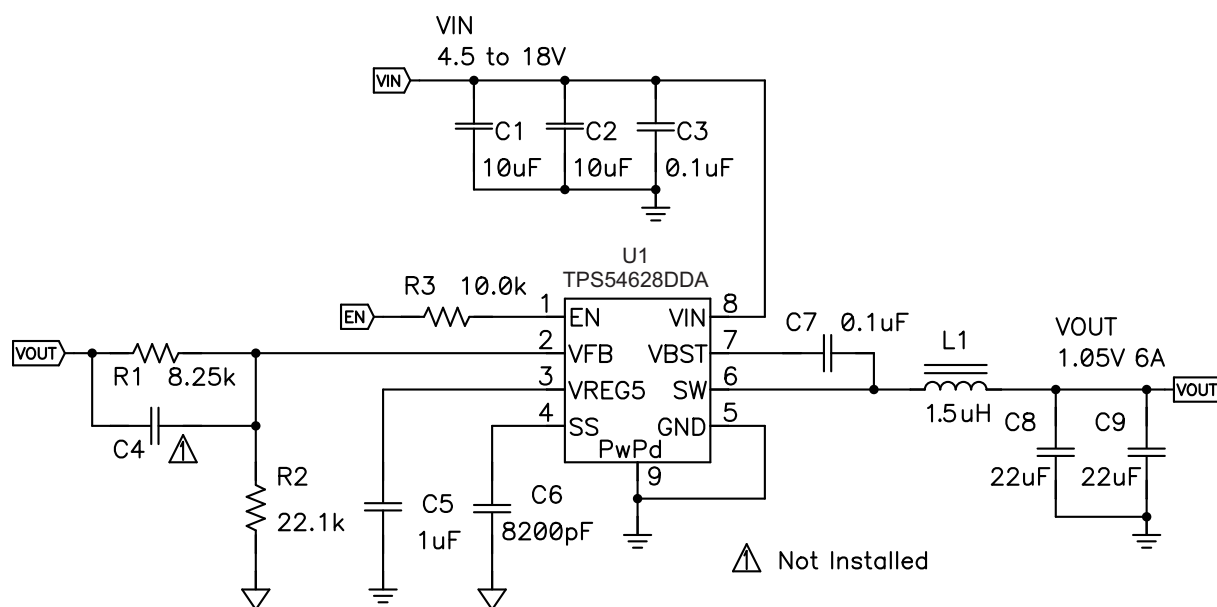 VIN
4.5 to 18V
VIN
C1
C2
C3
10uF
10uF
0.1uF
U1
TPS54628DDA
R3 10.0k
EN
1
EN
VIN
8
C7
0.1uF
VOUT
R1 8.25k
2
VFB
VBST
7
L1
VOUT
1.05V 6A
3
VREG5
SW
6
1.5uH
VOUT
C4
1
4
SS
GND
5
C8
C9
PwPd
9
22uF
22uF
R2
22.1k
C5
1uF
C6
8200pF
1 Not Installed